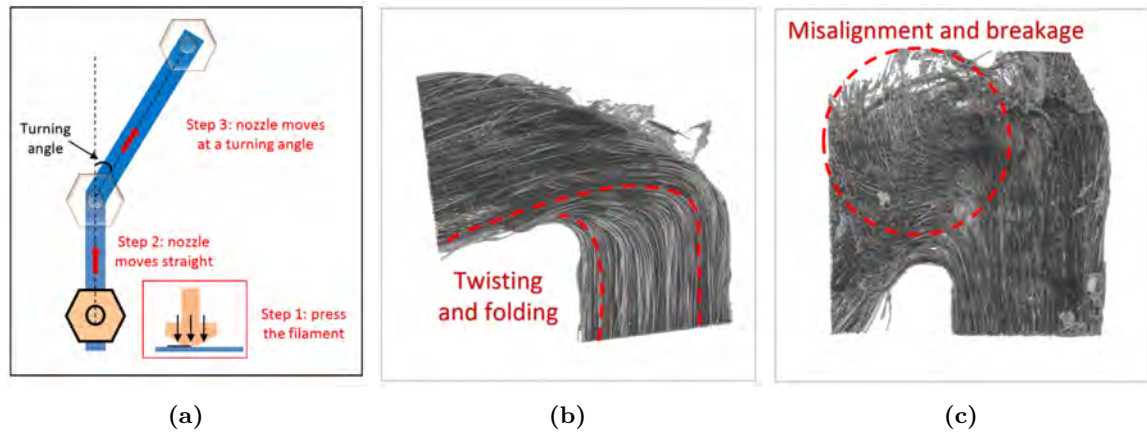 Turning
angle
Step 3: nozzle moves
at a turning angle
Step 2: nozzle
moves straight
Step 1: press
the filament
(a)
Twisting
and folding
(b)
Misalignment and breakage
(c)